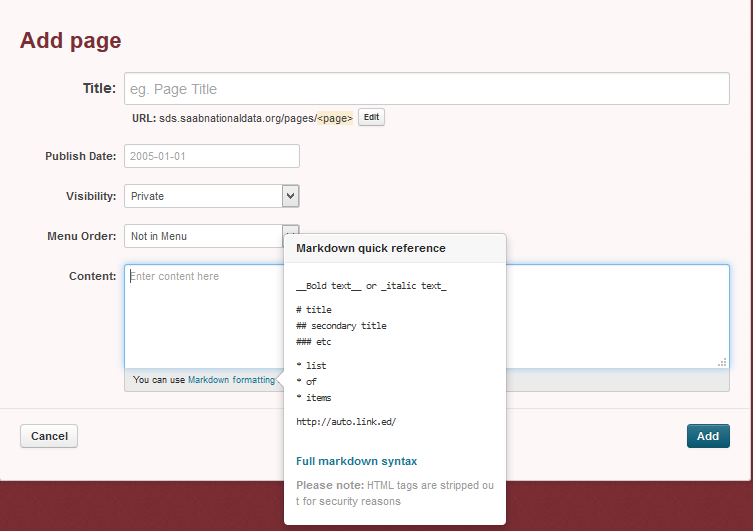 Add page
Title: eg. Page Title
URL: sds.saabnationaldata.org/pages/<page> Edit
Publish Date: 2005-01-01
Visibility: Private
Menu Order: Not in Menu
Content: Enter content here
You can use Markdown formatting
Markdown quick reference
__Bold text__ or _italic text_
# title
## secondary title
### etc
* list
* of
* items
http://auto.link.ed/
Full markdown syntax
Please note: HTML tags are stripped ou
t for security reasons
Cancel
Add